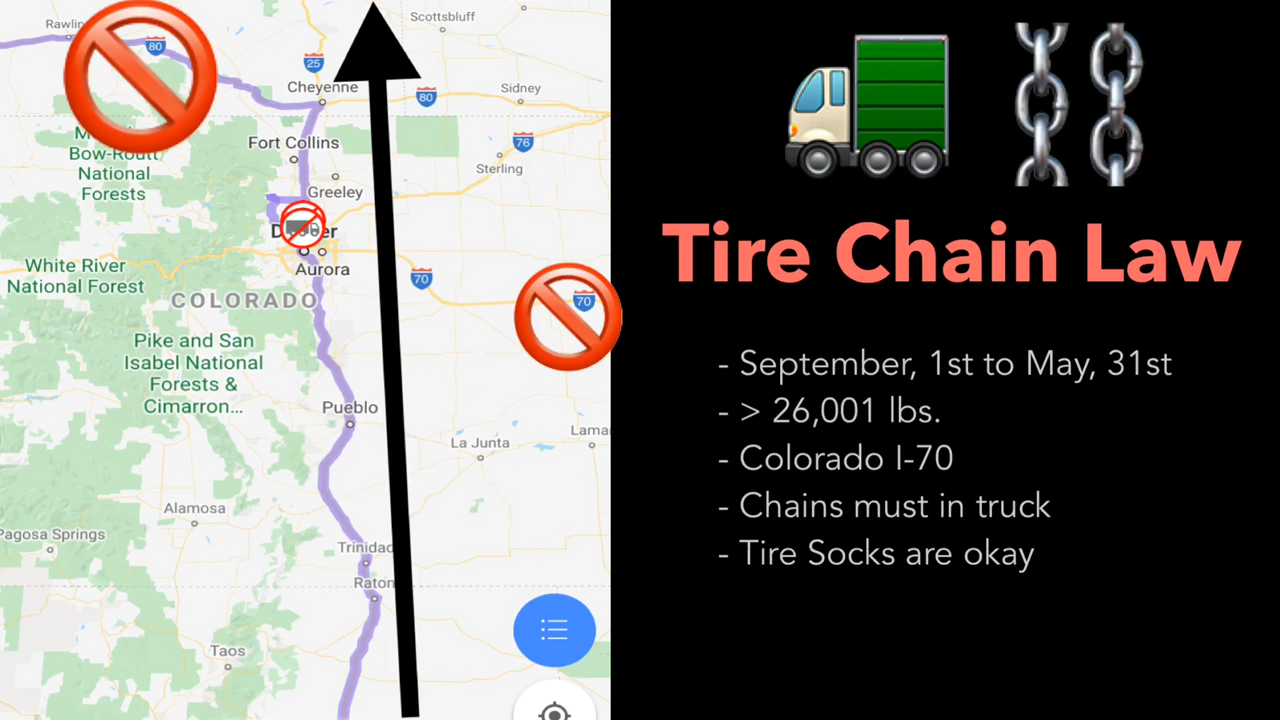 Scottsbluff
Rawlin
80
25
Cheyenne
80
Sidney
Fort Collins
76
Bow-Routt
National
Forests
Sterling
Greeley
White River
National Forest
Aurora
70
70
COLORADO
Pike and San
Isabel National
Forests &
Cimarron...
Pueblo
La Junta
Lamar
Alamosa
Pagosa Springs
Trinidad
Raton
Taos
Tire Chain Law
- September, 1st to May, 31st
- > 26,001 lbs.
- Colorado I-70
- Chains must in truck
- Tire Socks are okay